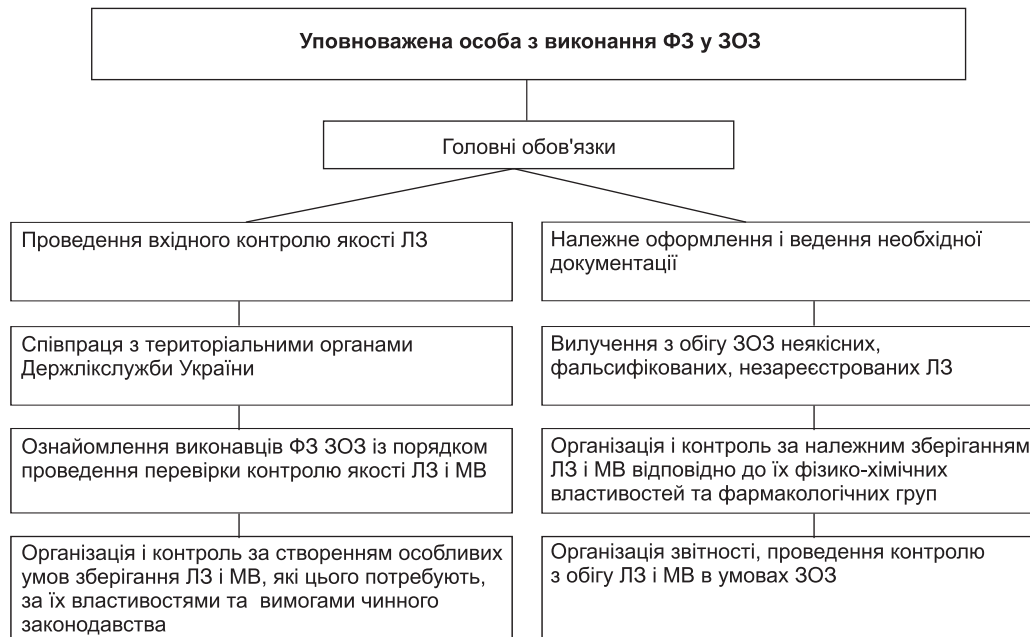 Уповноважена особа з виконання ФЗ у ЗОЗ
Головні обов'язки
Проведення вхідного контролю якості ЛЗ
Співпраця з територіальними органами
Держлікслужби України
Ознайомлення виконавців ФЗ ЗОЗ із порядком
проведення перевірки контролю якості ЛЗ і МВ
Організація і контроль за створенням особливих
умов зберігання ЛЗ і МВ, які цього потребують,
за їх властивостями та вимогами чинного
законодавства
Належне оформлення і ведення необхідної
документації
Вилучення з обігу ЗОЗ неякісних,
фальсифікованих, незареєстрованих ЛЗ
Організація і контроль за належним зберіганням
ЛЗ і МВ відповідно до їх фізико-хімічних
властивостей та фармакологічних груп
Організація звітності, проведення контролю
з обігу ЛЗ і МВ в умовах ЗОЗ